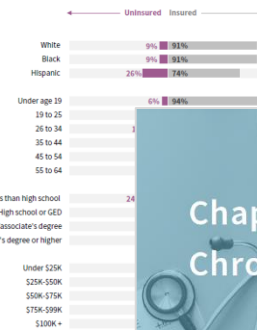 Uninsured Insured
White 9% 91%
Black 9% 91%
Hispanic 26% 74%
Under age 19 6% 94%
19 to 25
26 to 34 1
35 to 44
45 to 54
55 to 64
s than high school 24
High school or GED
associate's degree
's degree or higher
Under $25K
$25K-$50K
$50K-$75K
$75K-$99K
$100K +
Chap
Chro